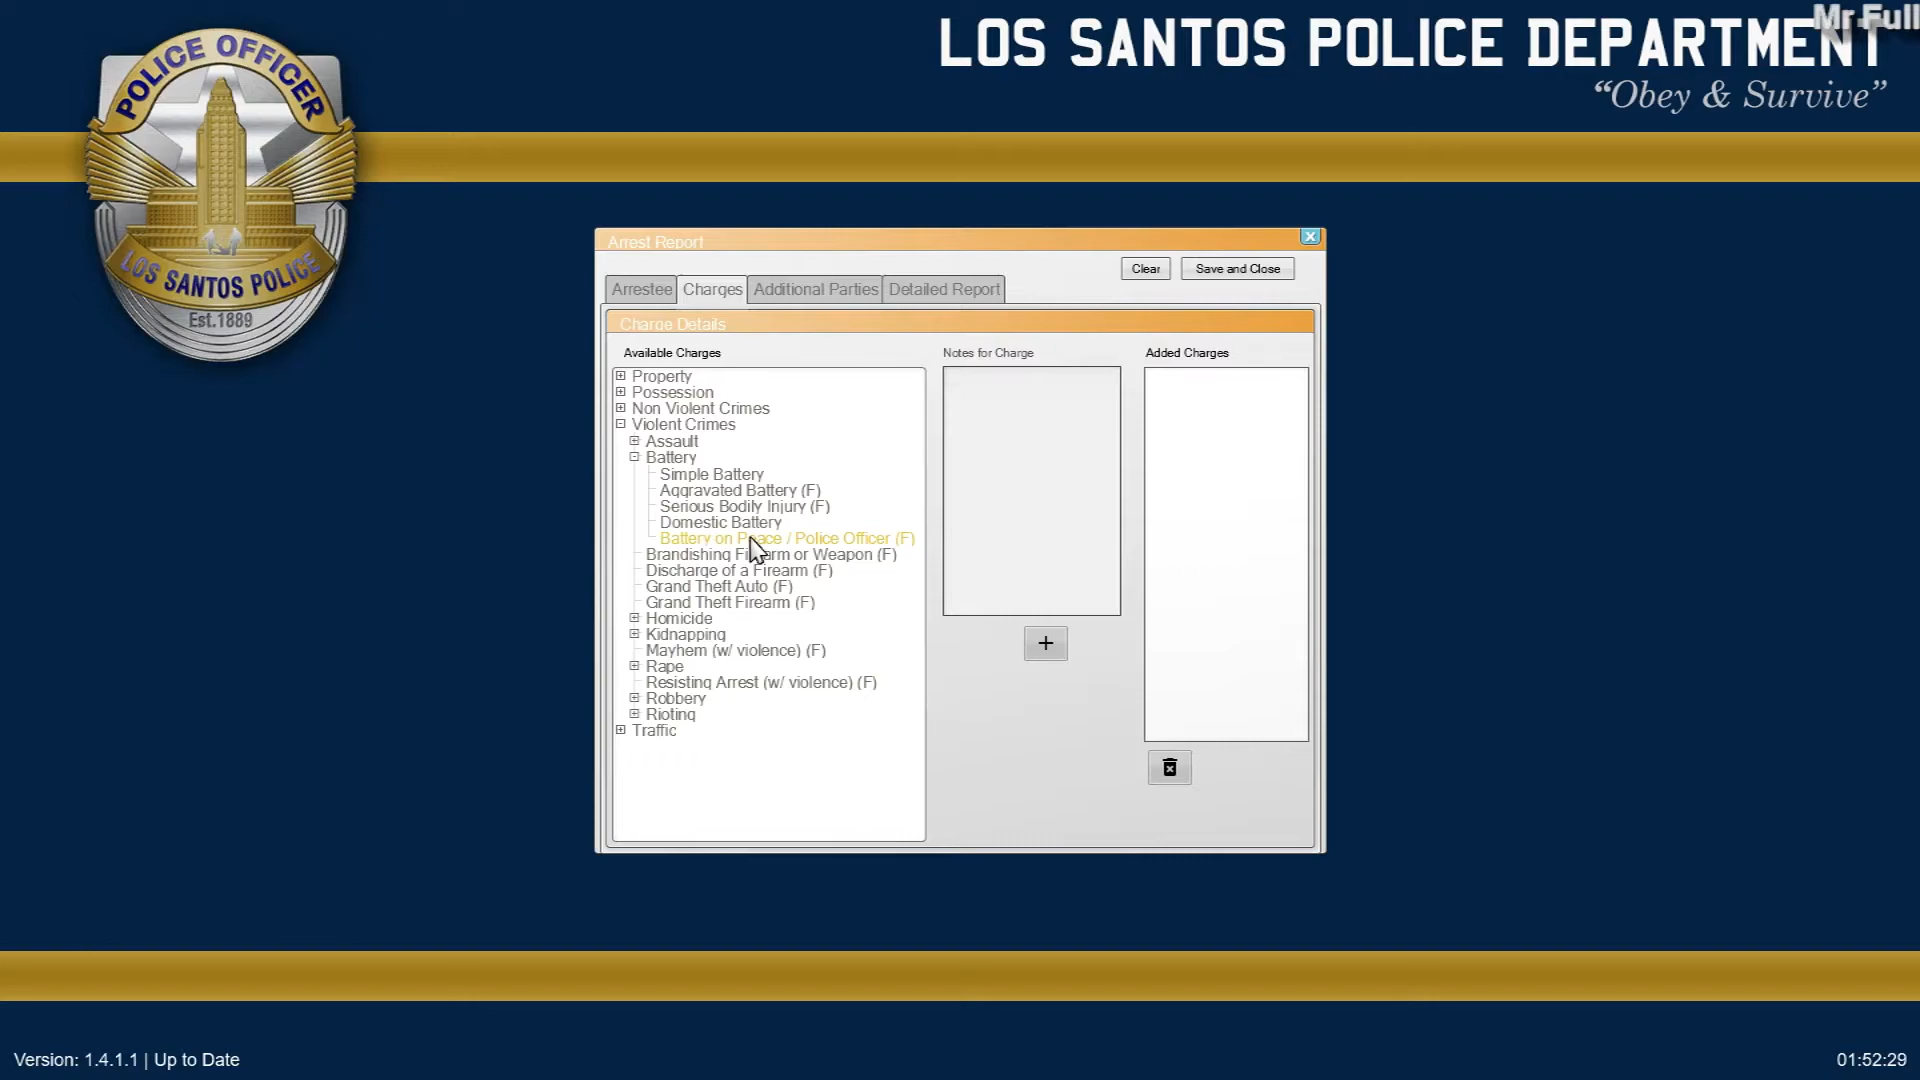 Mr.Full
LOS SANTOS POLICE DEPARTMENT
“Obey & Survive”
POLICE OFFICER
LOS SANTOS POLICE
Est.1889
Arrest Report
x
Clear
Save and Close
Arrestee
Charges
Additional Parties
Detailed Report
Charge Details
Available Charges
Notes for Charge
Added Charges
Property
Possession
Non Violent Crimes
Violent Crimes
Assault
Battery
Simple Battery
Aggravated Battery (F)
Serious Bodily Injury (F)
Domestic Battery
Battery on Peace / Police Officer (F)
Brandishing Firearm or Weapon (F)
Discharge of a Firearm (F)
Grand Theft Auto (F)
Grand Theft Firearm (F)
Homicide
Kidnapping
Mayhem (w/ violence) (F)
Rape
Resisting Arrest (w/ violence) (F)
Robbery
Rioting
Traffic
+
Version: 1.4.1.1 | Up to Date
01:52:29